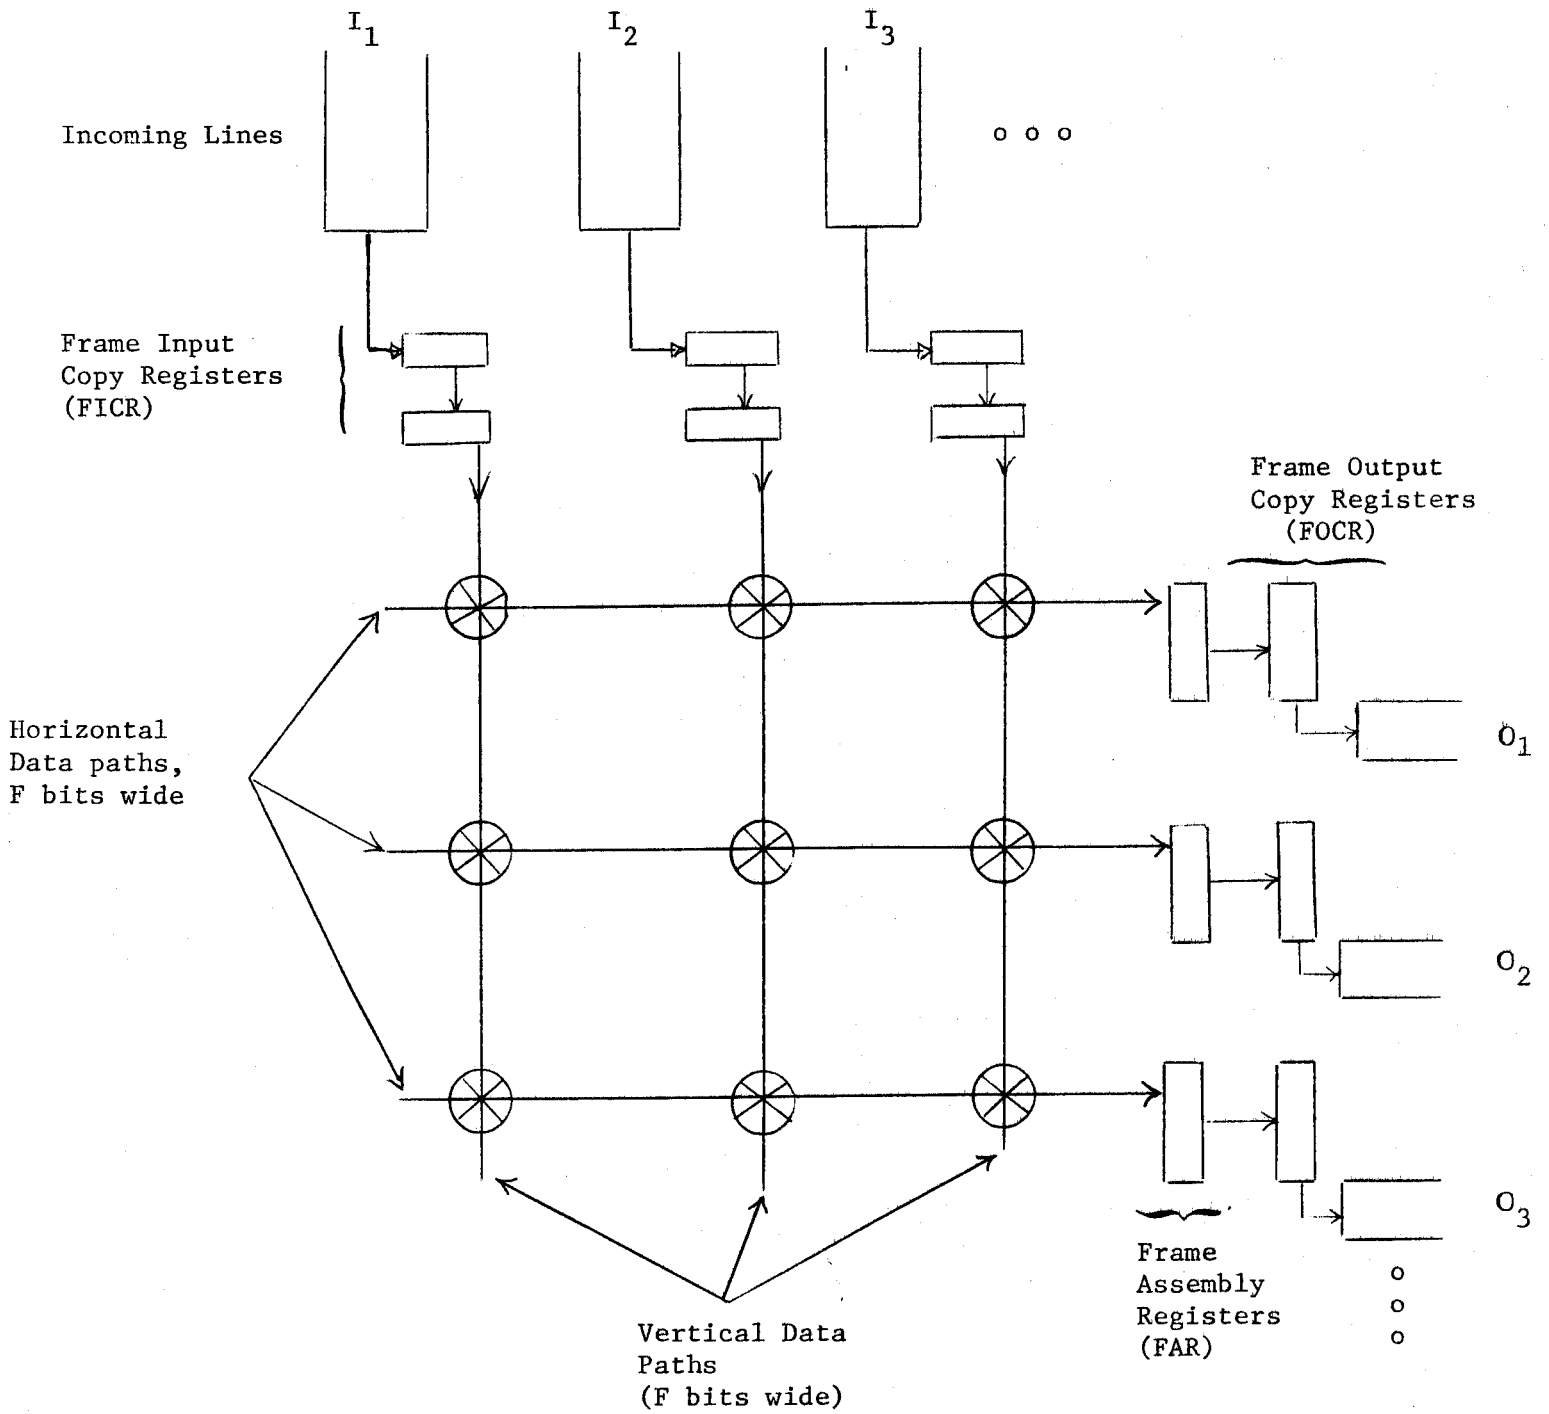 I1 I2 I3
Incoming Lines
o o o
Frame Input
Copy Registers
(FICR)
Frame Output
Copy Registers
(FOCR)
Horizontal
Data paths,
F bits wide
O1
O2
O3
Frame
Assembly
Registers
(FAR)
o
o
o
Vertical Data
Paths
(F bits wide)